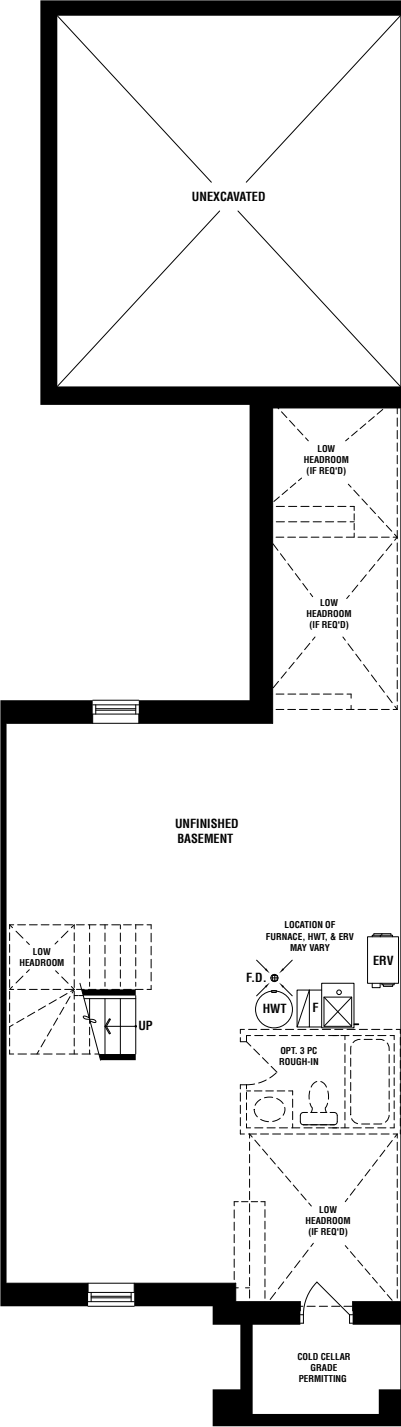 UNEXCAVATED
LOW
HEADROOM
(IF REQ'D)
LOW
HEADROOM
(IF REQ'D)
UNFINISHED
BASEMENT
LOW
HEADROOM
UP
LOCATION OF
FURNACE, HWT, & ERV
MAY VARY
F.D.
HWT
F
ERV
OPT. 3 PC
ROUGH-IN
LOW
HEADROOM
(IF REQ'D)
COLD CELLAR
GRADE
PERMITTING